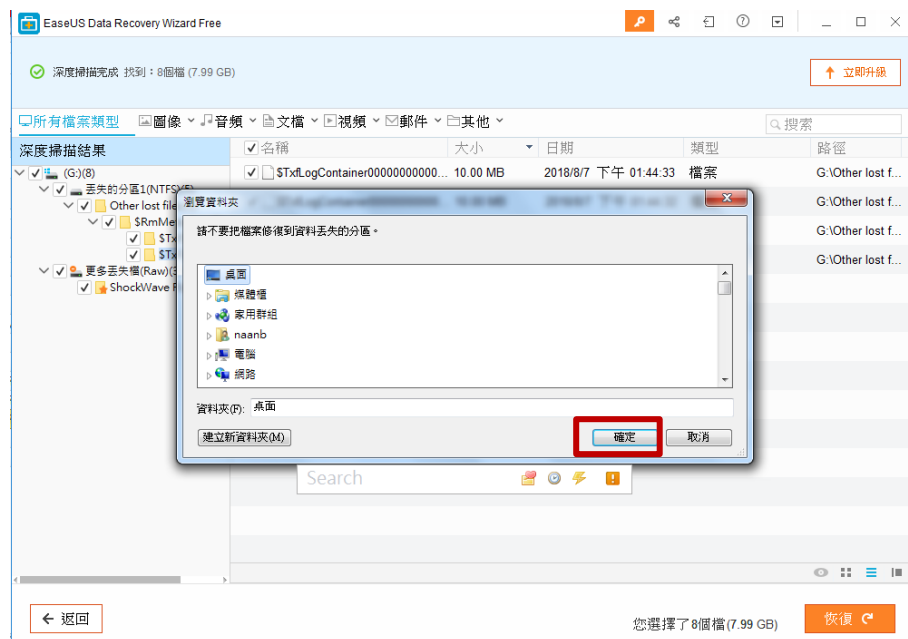 EaseUS Data Recovery Wizard Free
深度掃描完成 找到：8個檔 (7.99 GB)
立即升級
所有檔案類型 圖像 音頻 文檔 視頻 郵件 其他
搜索
深度掃描結果
名稱 大小 日期 類型 路徑
(G:)(8)
$TxfLogContainer00000000000... 10.00 MB 2018/8/7 下午 01:44:33 檔案 G:\Other lost f...
丟失的分區1(NTFS)
Other lost file
G:\Other lost f...
$RmMe
G:\Other lost f...
$Tx
$Tx
G:\Other lost f...
更多丟失檔(Raw)(3
ShockWave F
瀏覽資料夾
請不要把檔案修復到資料丟失的分區。
桌面
媒體櫃
家用群組
naanb
電腦
網路
資料夾(F): 桌面
建立新資料夾(M) 確定 取消
Search
返回
您選擇了8個檔(7.99 GB)
恢復